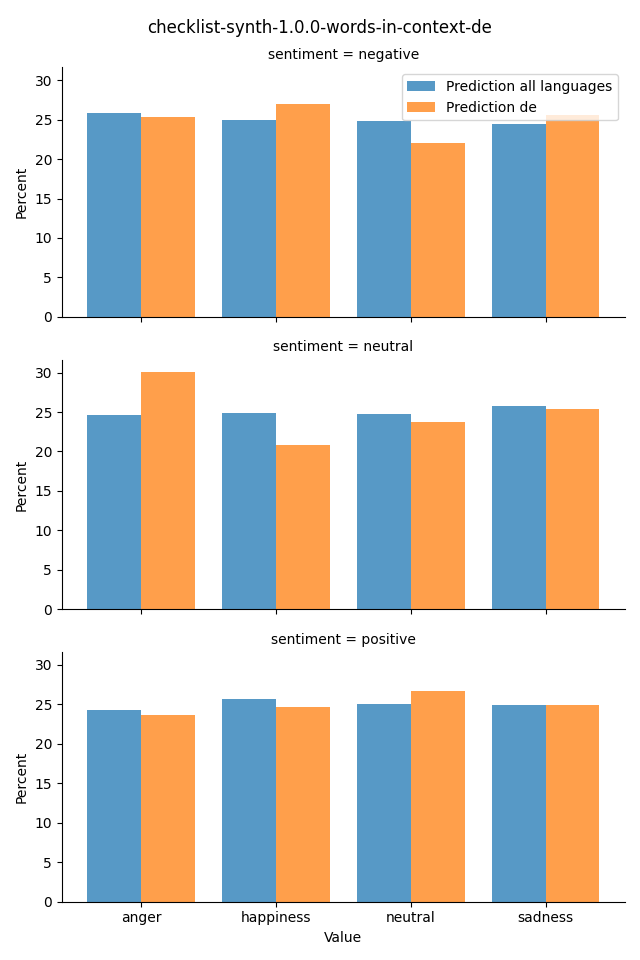 checklist-synth-1.0.0-words-in-context-de
sentiment = negative
Prediction all languages
Prediction de
30
25
20
15
10
5
0
Percent
sentiment = neutral
30
25
20
15
10
5
0
Percent
sentiment = positive
30
25
20
15
10
5
0
Percent
anger happiness neutral sadness
Value